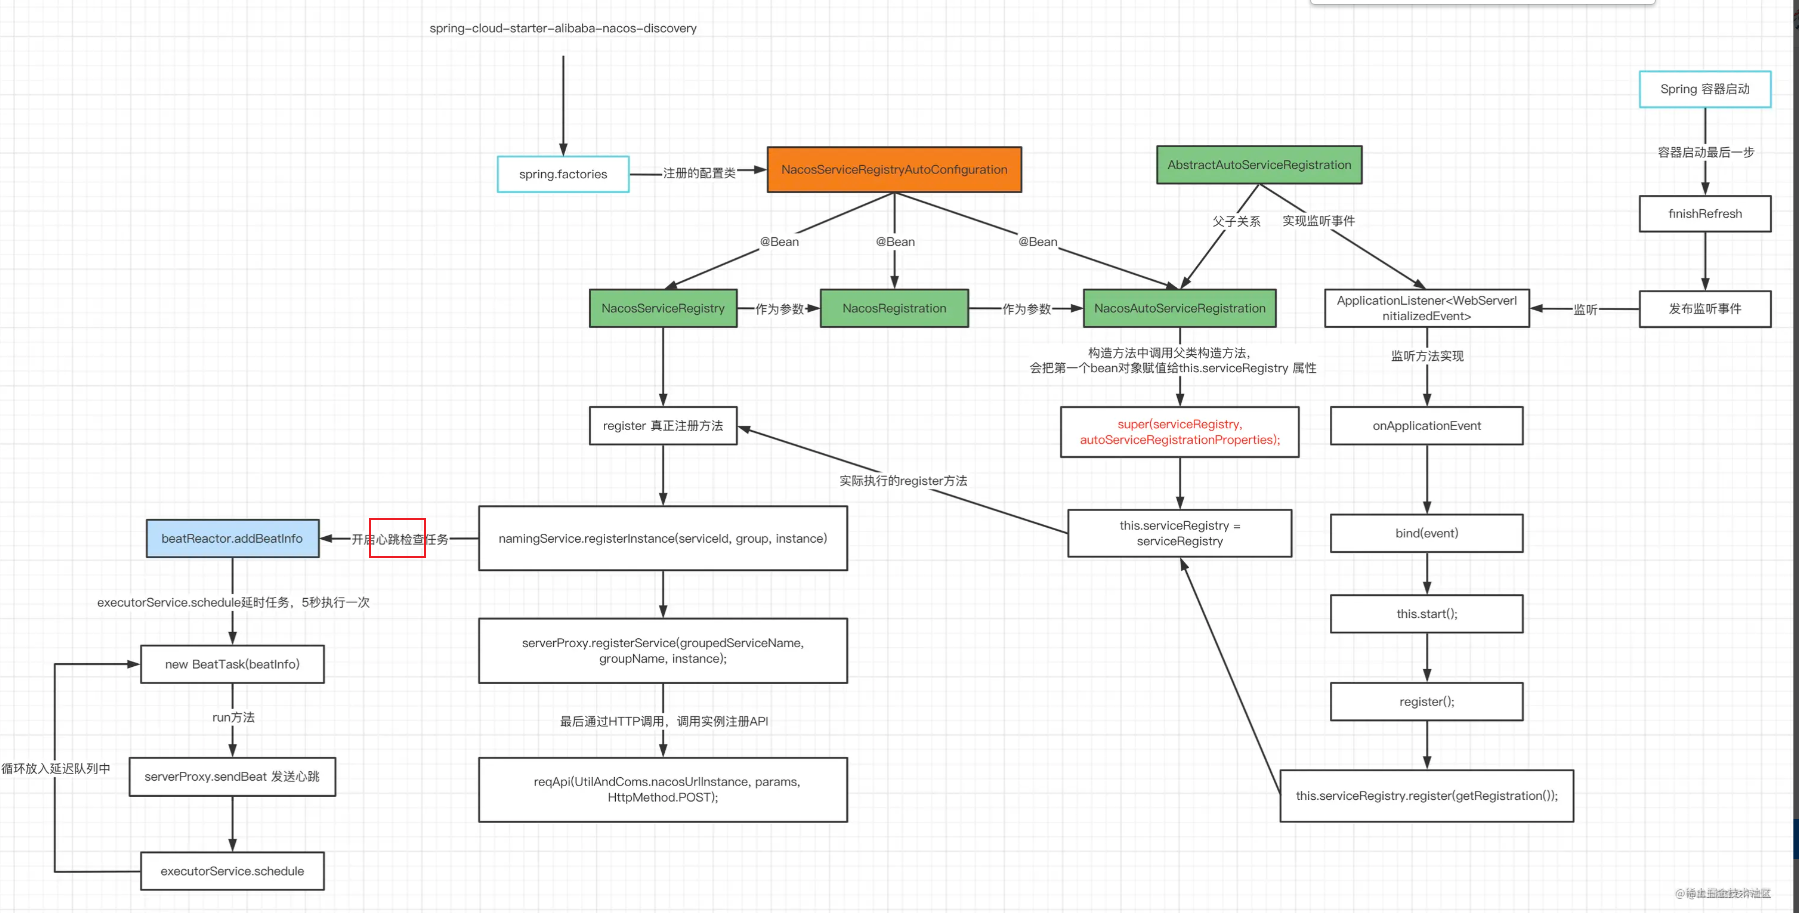 spring-cloud-starter-alibaba-nacos-discovery
Spring 容器启动
容器启动最后一步
spring.factories
注册的配置类
NacosServiceRegistryAutoConfiguration
AbstractAutoServiceRegistration
finishRefresh
父子关系
实现监听事件
@Bean
@Bean
@Bean
NacosServiceRegistry
作为参数
NacosRegistration
作为参数
NacosAutoServiceRegistration
ApplicationListener<WebServerI
nitializedEvent>
监听
发布监听事件
构造方法中调用父类构造方法，
会把第一个bean对象赋值给this.serviceRegistry 属性
监听方法实现
register 真正注册方法
super(serviceRegistry,
autoServiceRegistrationProperties);
onApplicationEvent
实际执行的register方法
beatReactor.addBeatInfo
开启心跳检查任务
namingService.registerInstance(serviceId, group, instance)
this.serviceRegistry =
serviceRegistry
bind(event)
executorService.schedule延时任务，5秒执行一次
this.start();
new BeatTask(beatInfo)
serverProxy.registerService(groupedServiceName,
groupName, instance);
register();
run方法
最后通过HTTP调用，调用实例注册API
循环放入延迟队列中
serverProxy.sendBeat 发送心跳
reqApi(UtilAndComs.nacosUrlInstance, params,
HttpMethod.POST);
this.serviceRegistry.register(getRegistration());
executorService.schedule
@稀土掘金技术社区